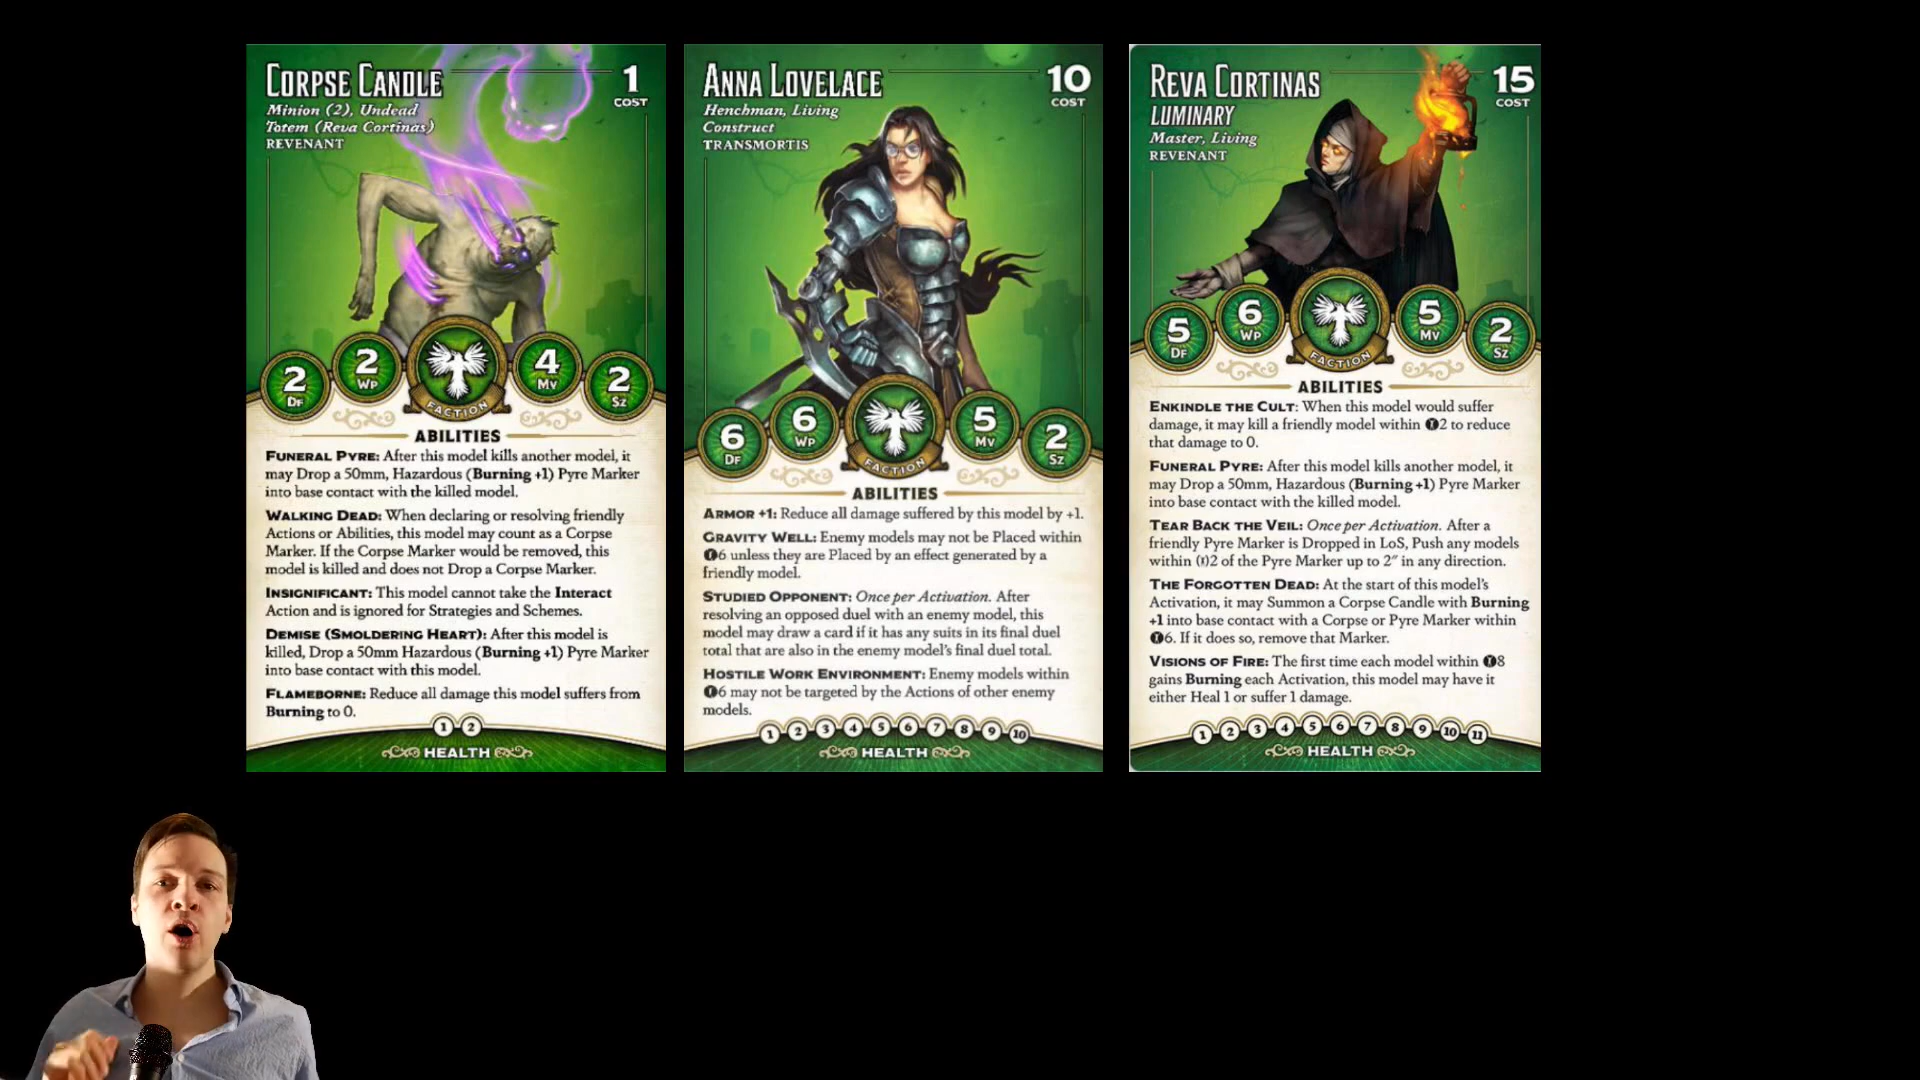 CORPSE CANDLE
1
COST
Minion (2), Undead
Totem (Reva Cortinas)
REVENANT
2
DF
2
WP
FACTION
4
MV
2
SZ
ABILITIES
FUNERAL PYRE: After this model kills another model, it
may Drop a 50mm, Hazardous (Burning +1) Pyre Marker
into base contact with the killed model.
WALKING DEAD: When declaring or resolving friendly
Actions or Abilities, this model may count as a Corpse
Marker. If the Corpse Marker would be removed, this
model is killed and does not Drop a Corpse Marker.
INSIGNIFICANT: This model cannot take the Interact
Action and is ignored for Strategies and Schemes.
DEMISE (SMOLDERING HEART): After this model is
killed, Drop a 50mm Hazardous (Burning +1) Pyre Marker
into base contact with this model.
FLAMEBORNE: Reduce all damage this model suffers from
Burning to 0.
1 2
HEALTH
ANNA LOVELACE
10
COST
Henchman, Living
Construct
TRANSMORTIS
6
DF
6
WP
FACTION
5
MV
2
SZ
ABILITIES
ARMOR +1: Reduce all damage suffered by this model by +1.
GRAVITY WELL: Enemy models may not be Placed within
6 unless they are Placed by an effect generated by a
friendly model.
STUDIED OPPONENT: Once per Activation. After
resolving an opposed duel with an enemy model, this
model may draw a card if it has any suits in its final duel
total that are also in the enemy model's final duel total.
HOSTILE WORK ENVIRONMENT: Enemy models within
6 may not be targeted by the Actions of other enemy
models.
1 2 3 4 5 6 7 8 9 10
HEALTH
REVA CORTINAS
15
COST
LUMINARY
Master, Living
REVENANT
5
DF
6
WP
FACTION
5
MV
2
SZ
ABILITIES
ENKINDLE THE CULT: When this model would suffer
damage, it may kill a friendly model within 2 to reduce
that damage to 0.
FUNERAL PYRE: After this model kills another model, it
may Drop a 50mm, Hazardous (Burning +1) Pyre Marker
into base contact with the killed model.
TEAR BACK THE VEIL: Once per Activation. After a
friendly Pyre Marker is Dropped in LoS, Push any models
within 2 of the Pyre Marker up to 2" in any direction.
THE FORGOTTEN DEAD: At the start of this model's
Activation, it may Summon a Corpse Candle with Burning
+1 into base contact with a Corpse or Pyre Marker within
6. If it does so, remove that Marker.
VISIONS OF FIRE: The first time each model within 8
gains Burning each Activation, this model may have it
either Heal 1 or suffer 1 damage.
1 2 3 4 5 6 7 8 9 10 11
HEALTH